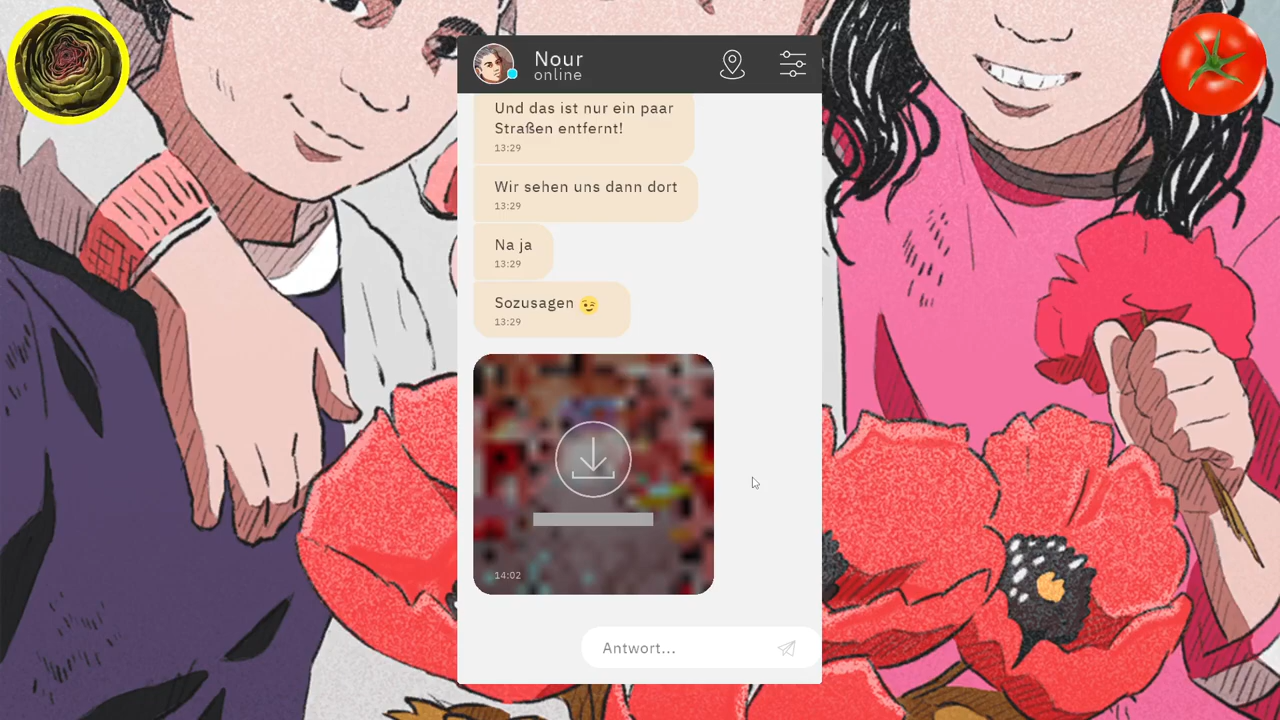 Nour
online
Und das ist nur ein paar
Straßen entfernt!
13:29
Wir sehen uns dann dort
13:29
Na ja
13:29
Sozusagen 😉
13:29
14:02
Antwort...